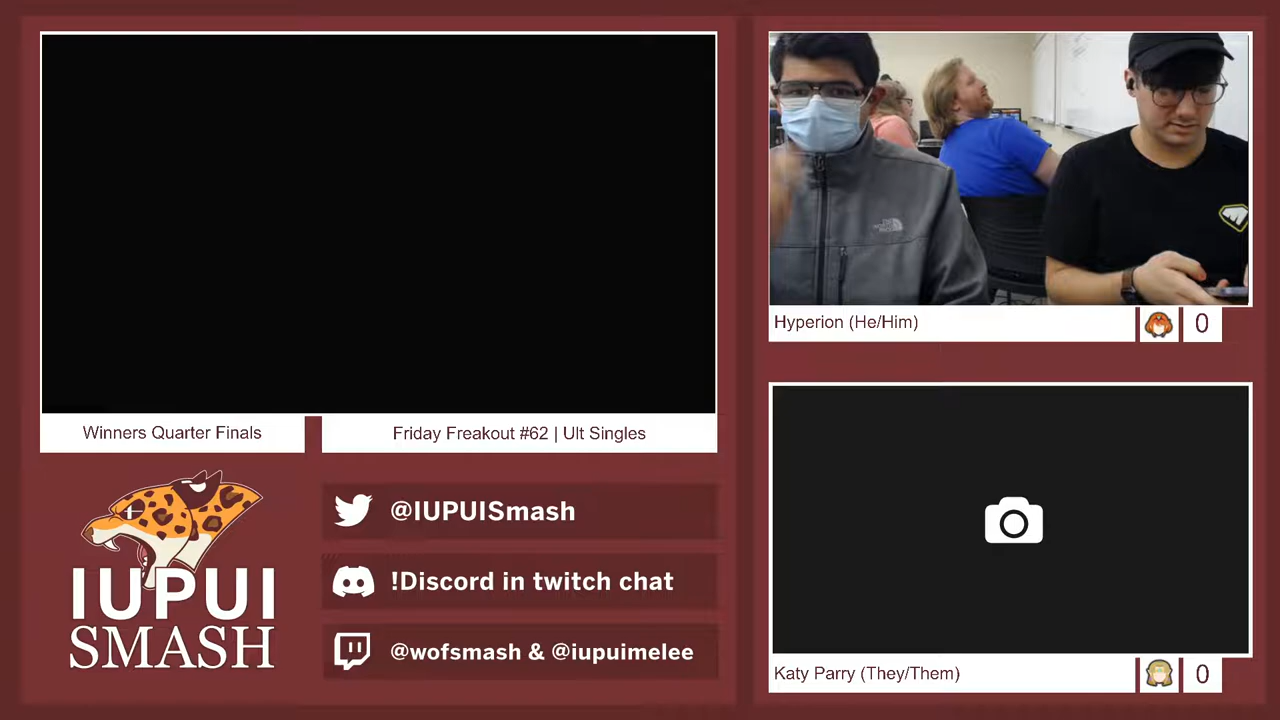 Hyperion (He/Him)
0
Winners Quarter Finals
Friday Freakout #62 | Ult Singles
@IUPUISmash
!Discord in twitch chat
@wofsmash & @iupuimelee
IUPUI
SMASH
Katy Parry (They/Them)
0